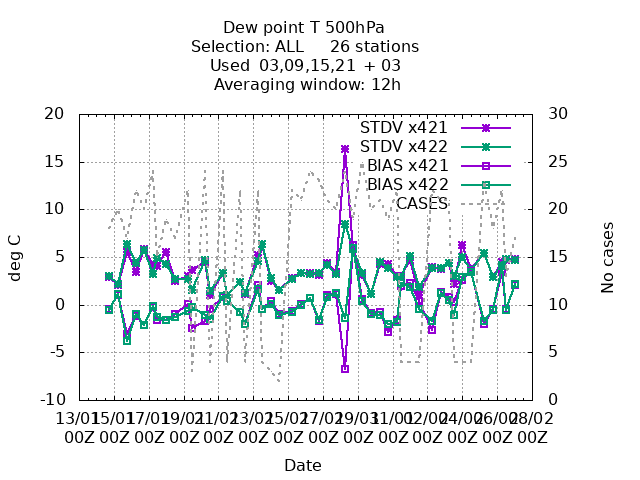 Dew point T 500hPa
Selection: ALL 26 stations
Used 03,09,15,21 + 03
Averaging window: 12h
20 30
STDV x421
STDV x422
15 25
BIAS x421
BIAS x422
CASES
10 20
5 15
deg C
No cases
0 10
-5 5
-10 0
13/01 15/01 17/01 19/01 21/01 23/01 25/01 27/01 29/01 31/01 02/02 04/02 06/02 08/02
00Z 00Z 00Z 00Z 00Z 00Z 00Z 00Z 00Z 00Z 00Z 00Z 00Z 00Z
Date